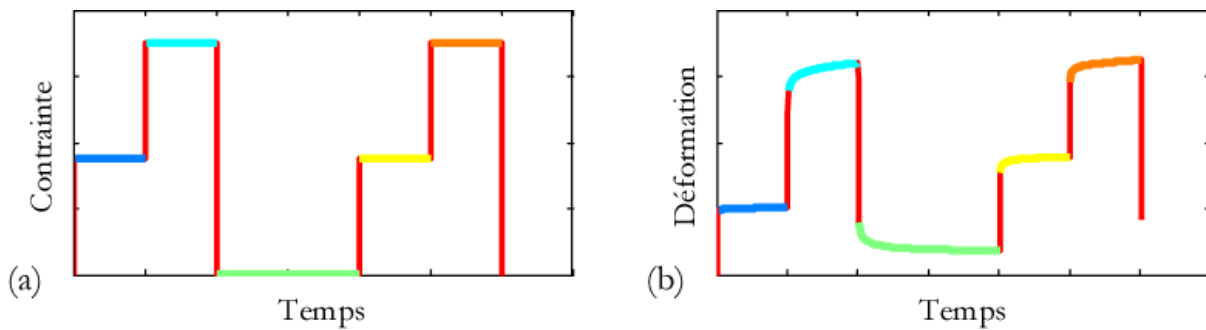 Contrainte
(a)
Temps
Déformation
(b)
Temps